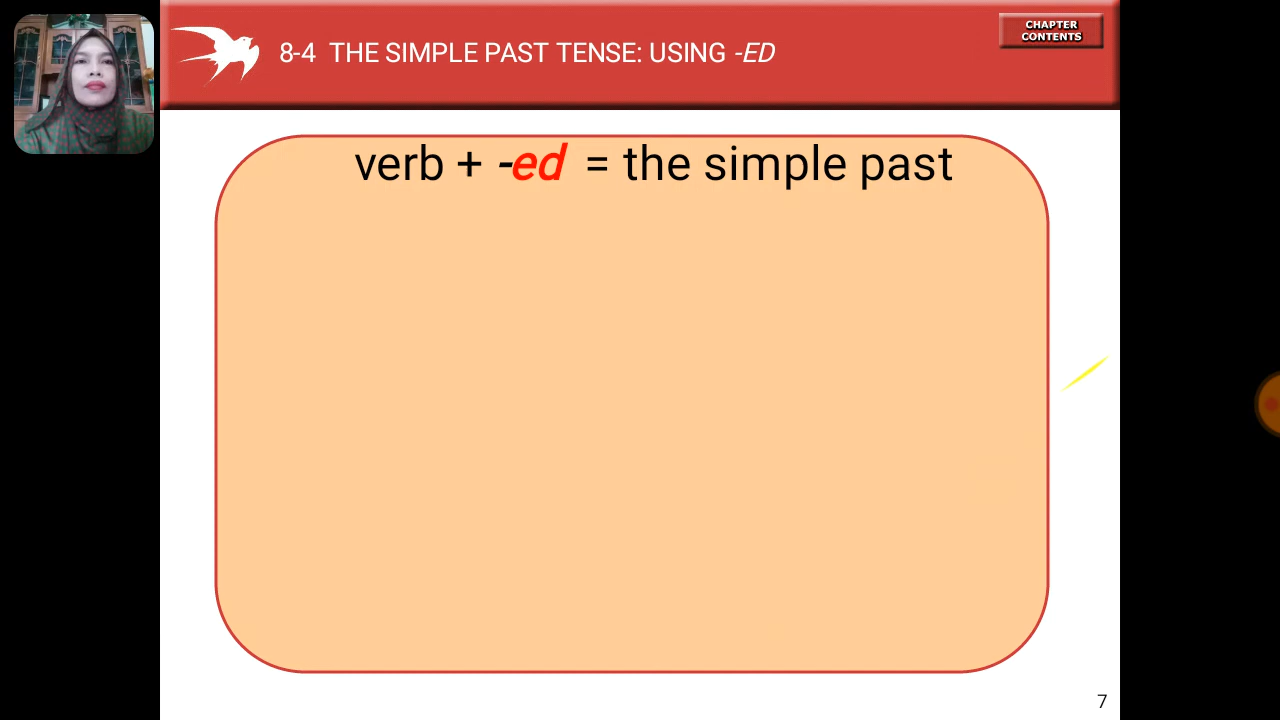 8-4 THE SIMPLE PAST TENSE: USING -ED
CHAPTER
CONTENTS
verb + -ed = the simple past
7